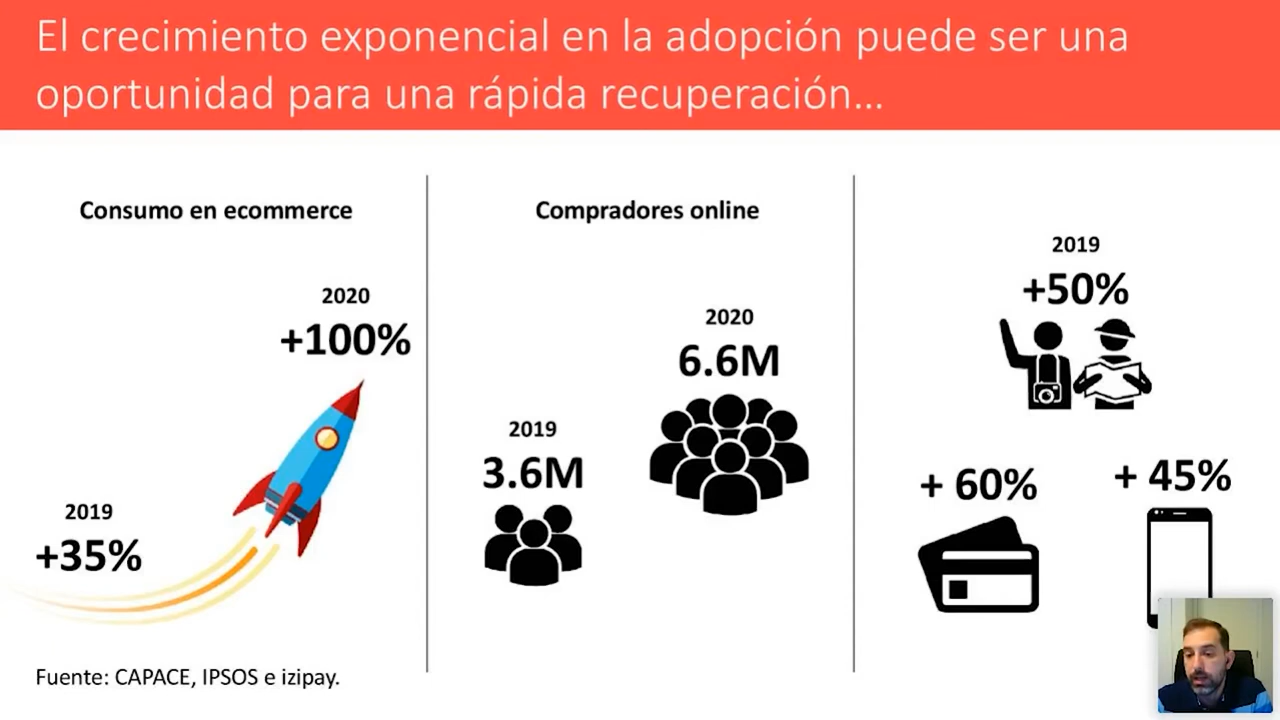 El crecimiento exponencial en la adopción puede ser una
oportunidad para una rápida recuperación...
Consumo en ecommerce
2020
+100%
2019
+35%
Compradores online
2020
6.6M
2019
3.6M
2019
+50%
+ 60%
+ 45%
Fuente: CAPACE, IPSOS e izipay.